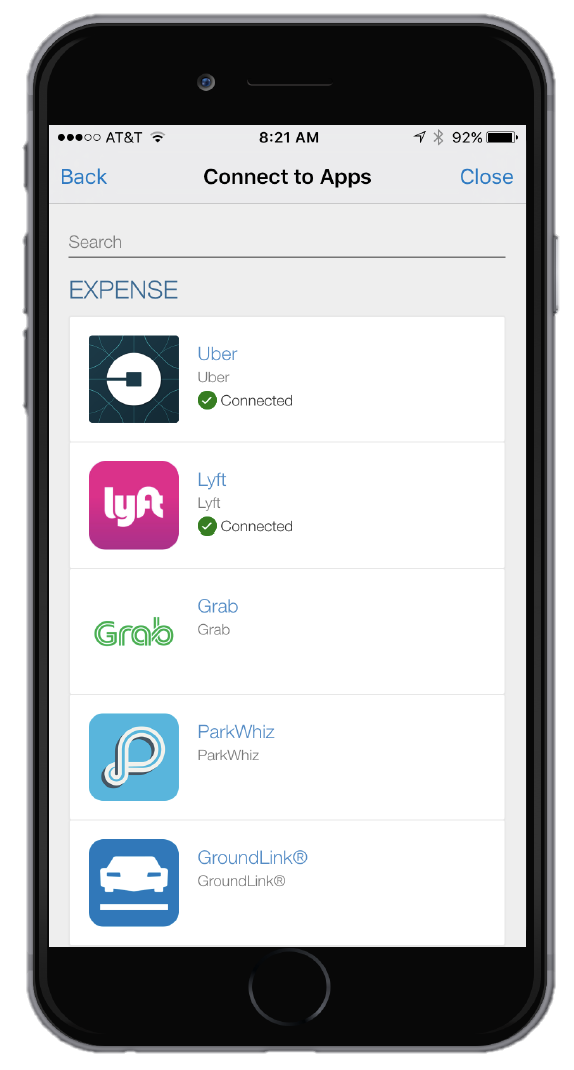 AT&T 8:21 AM 92%
Back Connect to Apps Close
Search
EXPENSE
Uber
Uber
Connected
lyft
Lyft
Lyft
Connected
Grab
Grab
Grab
ParkWhiz
ParkWhiz
GroundLink®
GroundLink®